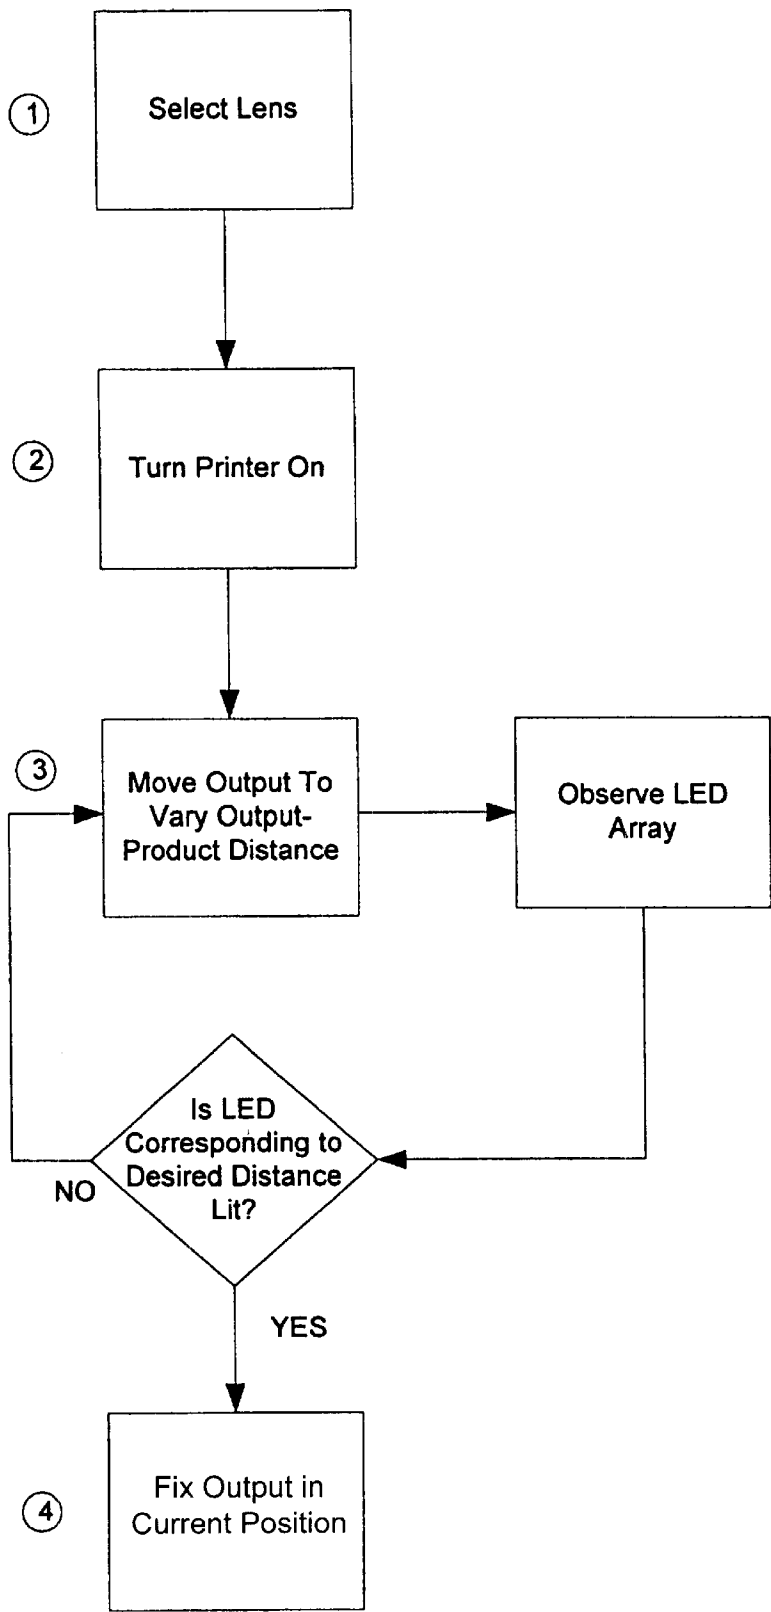 1
Select Lens
2
Turn Printer On
3
Move Output To
Vary Output-
Product Distance
Observe LED
Array
Is LED
Corresponding to
Desired Distance
Lit?
NO
YES
4
Fix Output in
Current Position